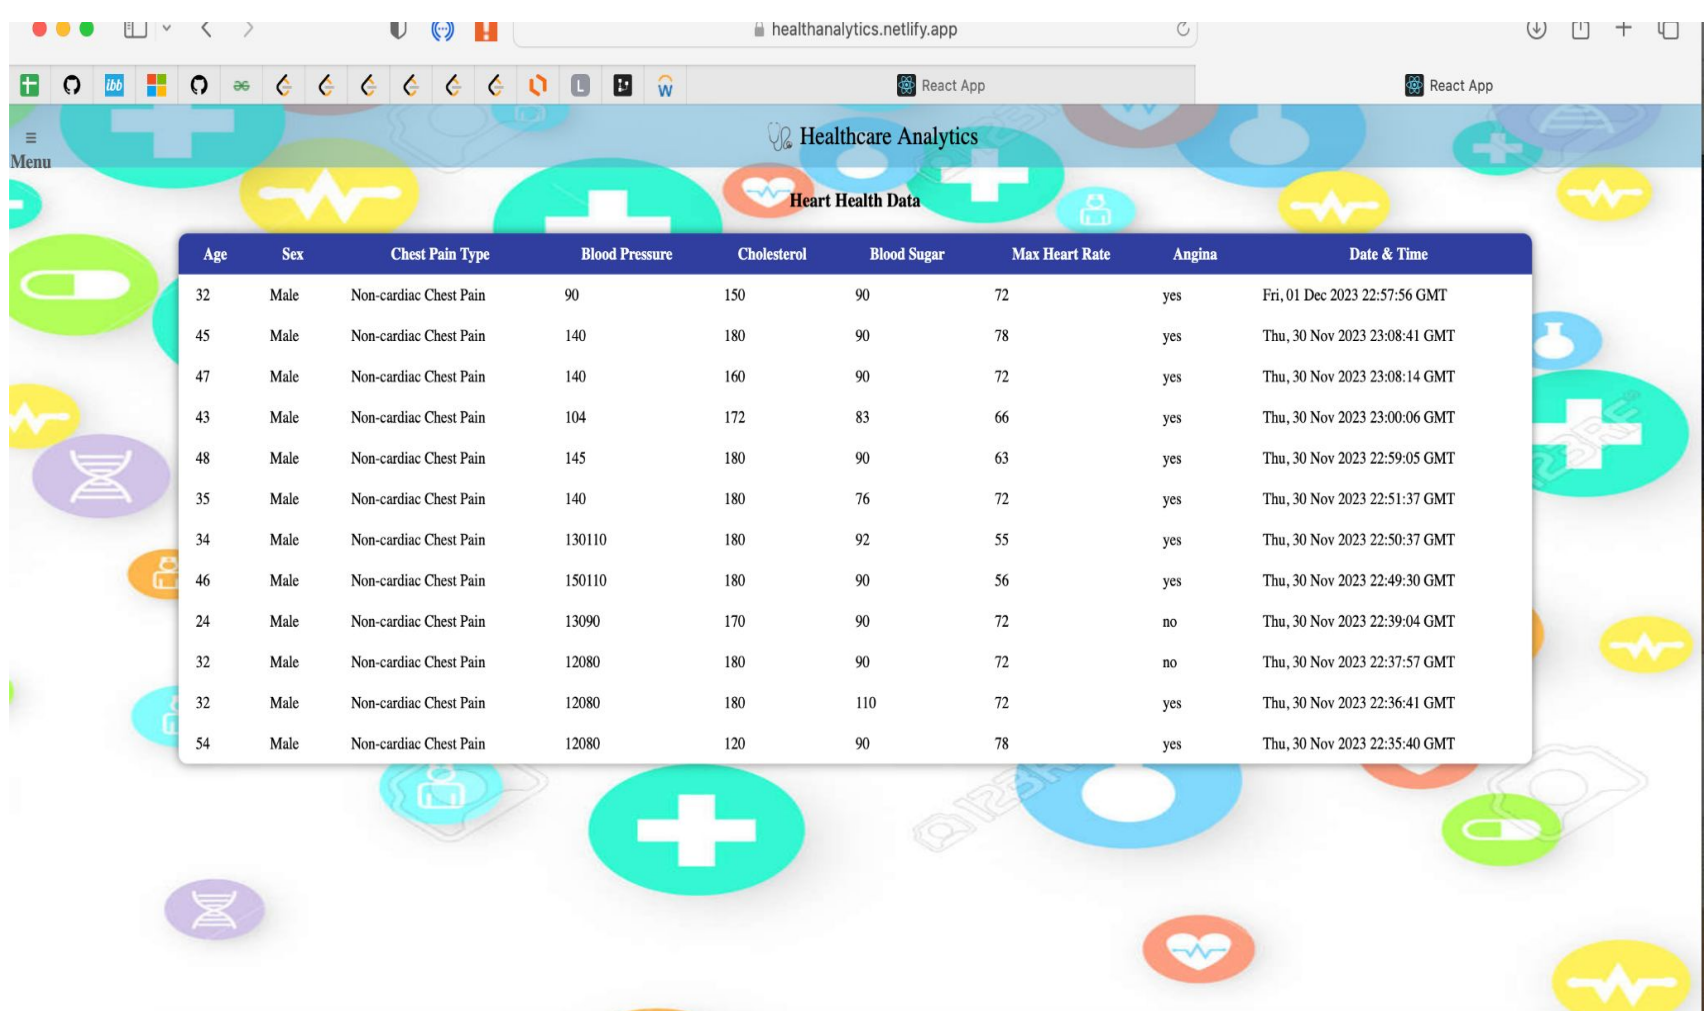 healthanalytics.netlify.app
ibb L W React App React App
Healthcare Analytics
Menu
Heart Health Data
Age Sex Chest Pain Type Blood Pressure Cholesterol Blood Sugar Max Heart Rate Angina Date & Time
32 Male Non-cardiac Chest Pain 90 150 90 72 yes Fri, 01 Dec 2023 22:57:56 GMT
45 Male Non-cardiac Chest Pain 140 180 90 78 yes Thu, 30 Nov 2023 23:08:41 GMT
47 Male Non-cardiac Chest Pain 140 160 90 72 yes Thu, 30 Nov 2023 23:08:14 GMT
43 Male Non-cardiac Chest Pain 104 172 83 66 yes Thu, 30 Nov 2023 23:00:06 GMT
48 Male Non-cardiac Chest Pain 145 180 90 63 yes Thu, 30 Nov 2023 22:59:05 GMT
35 Male Non-cardiac Chest Pain 140 180 76 72 yes Thu, 30 Nov 2023 22:51:37 GMT
34 Male Non-cardiac Chest Pain 130110 180 92 55 yes Thu, 30 Nov 2023 22:50:37 GMT
46 Male Non-cardiac Chest Pain 150110 180 90 56 yes Thu, 30 Nov 2023 22:49:30 GMT
24 Male Non-cardiac Chest Pain 13090 170 90 72 no Thu, 30 Nov 2023 22:39:04 GMT
32 Male Non-cardiac Chest Pain 12080 180 90 72 no Thu, 30 Nov 2023 22:37:57 GMT
32 Male Non-cardiac Chest Pain 12080 180 110 72 yes Thu, 30 Nov 2023 22:36:41 GMT
54 Male Non-cardiac Chest Pain 12080 120 90 78 yes Thu, 30 Nov 2023 22:35:40 GMT